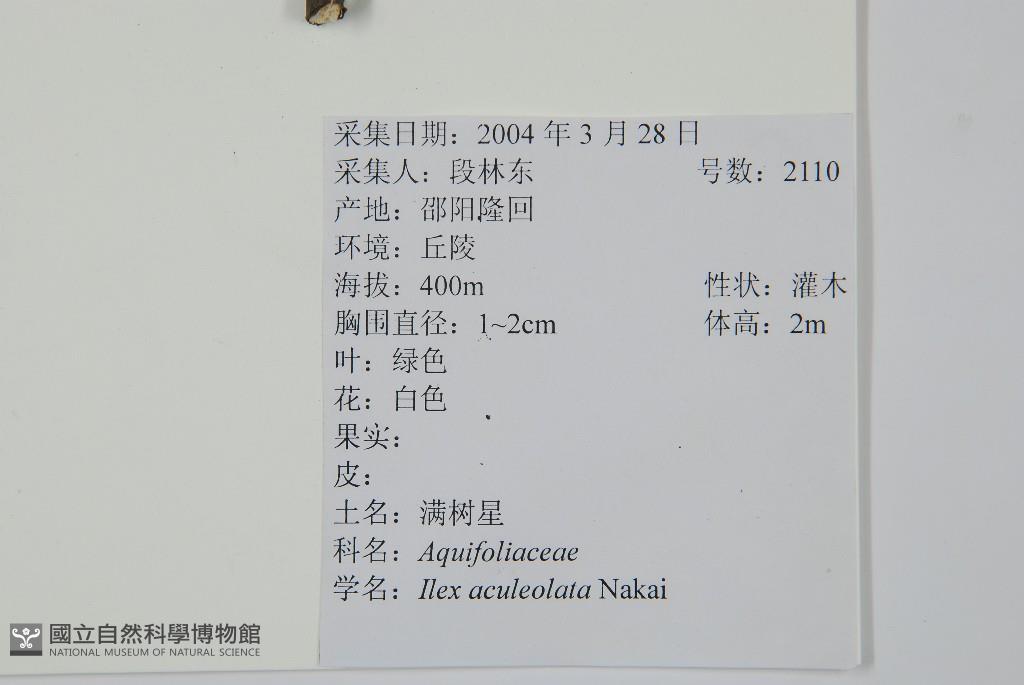 采集日期：2004 年 3 月 28 日
采集人：段林东 号数：2110
产地：邵阳隆回
环境：丘陵
海拔：400m 性状：灌木
胸围直径：1~2cm 体高：2m
叶：绿色
花：白色
果实：
皮：
土名：满树星
科名：Aquifoliaceae
学名：Ilex aculeolata Nakai
國立自然科學博物館
NATIONAL MUSEUM OF NATURAL SCIENCE